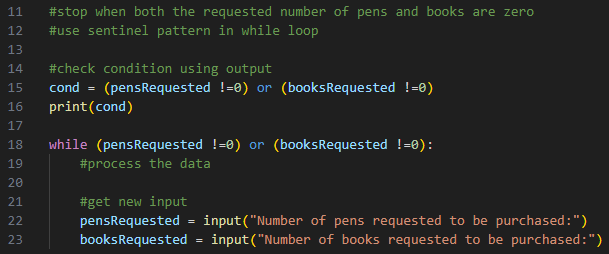 11 #stop when both the requested number of pens and books are zero
12 #use sentinel pattern in while loop
13
14 #check condition using output
15 cond = (pensRequested !=0) or (booksRequested !=0)
16 print(cond)
17
18 while (pensRequested !=0) or (booksRequested !=0):
19     #process the data
20
21     #get new input
22     pensRequested = input("Number of pens requested to be purchased:")
23     booksRequested = input("Number of books requested to be purchased:")